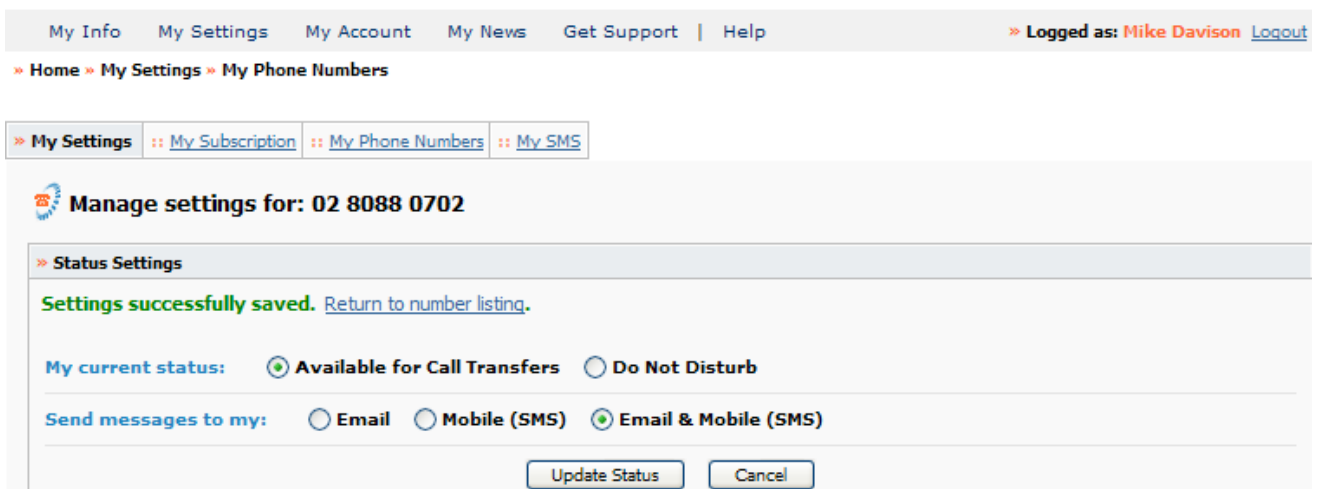 My Info My Settings My Account My News Get Support | Help » Logged as: Mike Davison Logout
» Home » My Settings » My Phone Numbers
» My Settings :: My Subscription :: My Phone Numbers :: My SMS
Manage settings for: 02 8088 0702
» Status Settings
Settings successfully saved. Return to number listing.
My current status: Available for Call Transfers Do Not Disturb
Send messages to my: Email Mobile (SMS) Email & Mobile (SMS)
Update Status Cancel